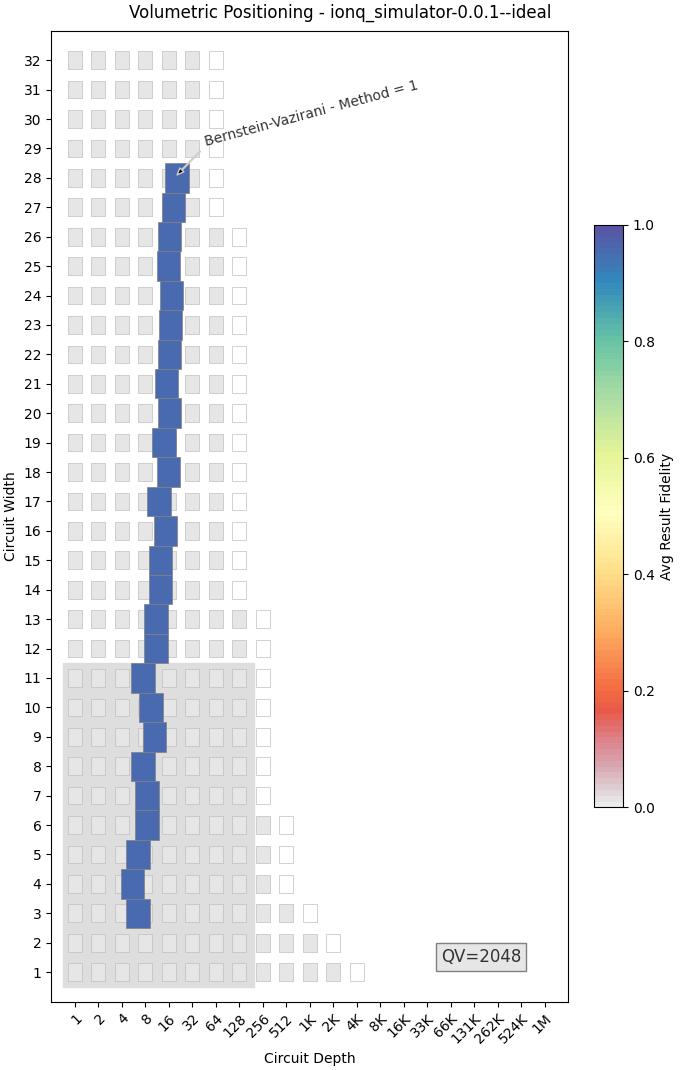 Volumetric Positioning - ionq_simulator-0.0.1--ideal
32
31
30
29
28
27
26
25
24
23
22
21
20
19
18
17
16
15
14
13
12
11
10
9
8
7
6
5
4
3
2
1
Circuit Width
Bernstein-Vazirani - Method = 1
QV=2048
1
2
4
8
16
32
64
128
256
512
1K
2K
4K
8K
16K
33K
66K
131K
262K
524K
1M
Circuit Depth
1.0
0.8
0.6
0.4
0.2
0.0
Avg Result Fidelity